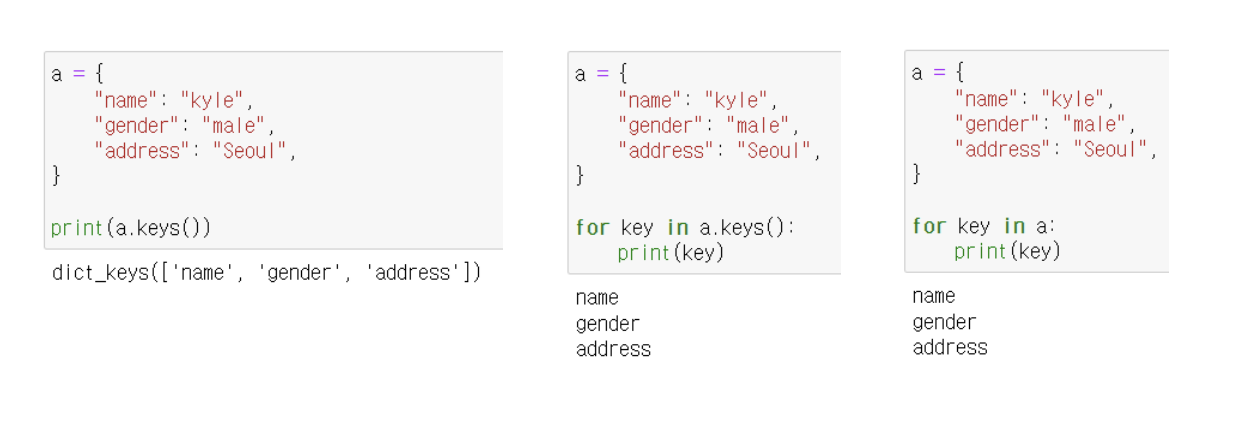 a = {
    "name": "kyle",
    "gender": "male",
    "address": "Seoul",
}
print(a.keys())
dict_keys(['name', 'gender', 'address'])
a = {
    "name": "kyle",
    "gender": "male",
    "address": "Seoul",
}
for key in a.keys():
    print(key)
name
gender
address
a = {
    "name": "kyle",
    "gender": "male",
    "address": "Seoul",
}
for key in a:
    print(key)
name
gender
address